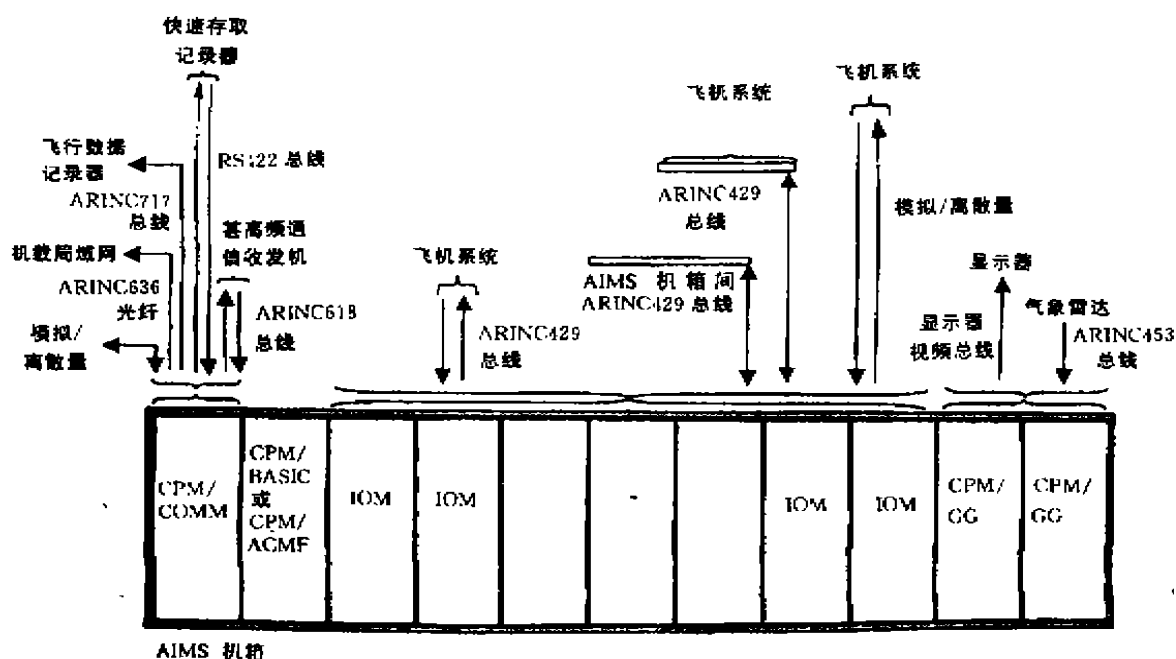 快速存取
记录器
飞行数据
记录器
ARINC717
总线
RS422 总线
机载局域网
ARINC636
光纤
模拟/
离散量
甚高频通
信收发机
ARINC618
总线
飞机系统
ARINC429
总线
飞机系统
ARINC429
总线
AIMS 机箱间
ARINC429 总线
飞机系统
模拟/离散量
显示器
显示器
视频总线
气象雷达
ARINC453
总线
CPM/
COMM
CPM/
BASIC
或
CPM/
ACMF
IOM
IOM
IOM
IOM
CPM/
GG
CPM/
GG
AIMS 机箱